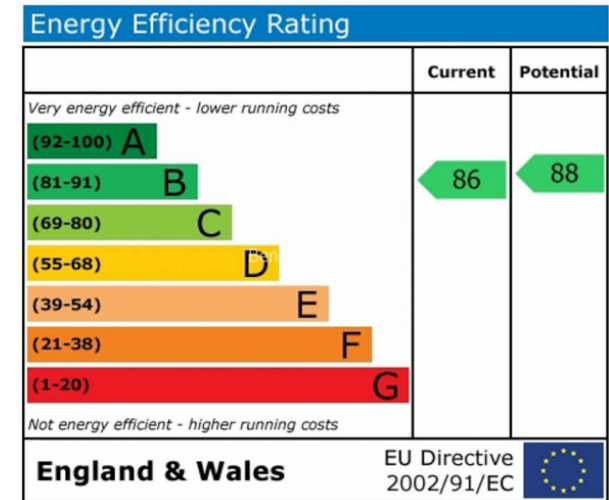 Energy Efficiency Rating
Current Potential
Very energy efficient - lower running costs
(92-100) A
(81-91) B
86 88
(69-80) C
(55-68) D
(39-54) E
(21-38) F
(1-20) G
Not energy efficient - higher running costs
England & Wales
EU Directive
2002/91/EC